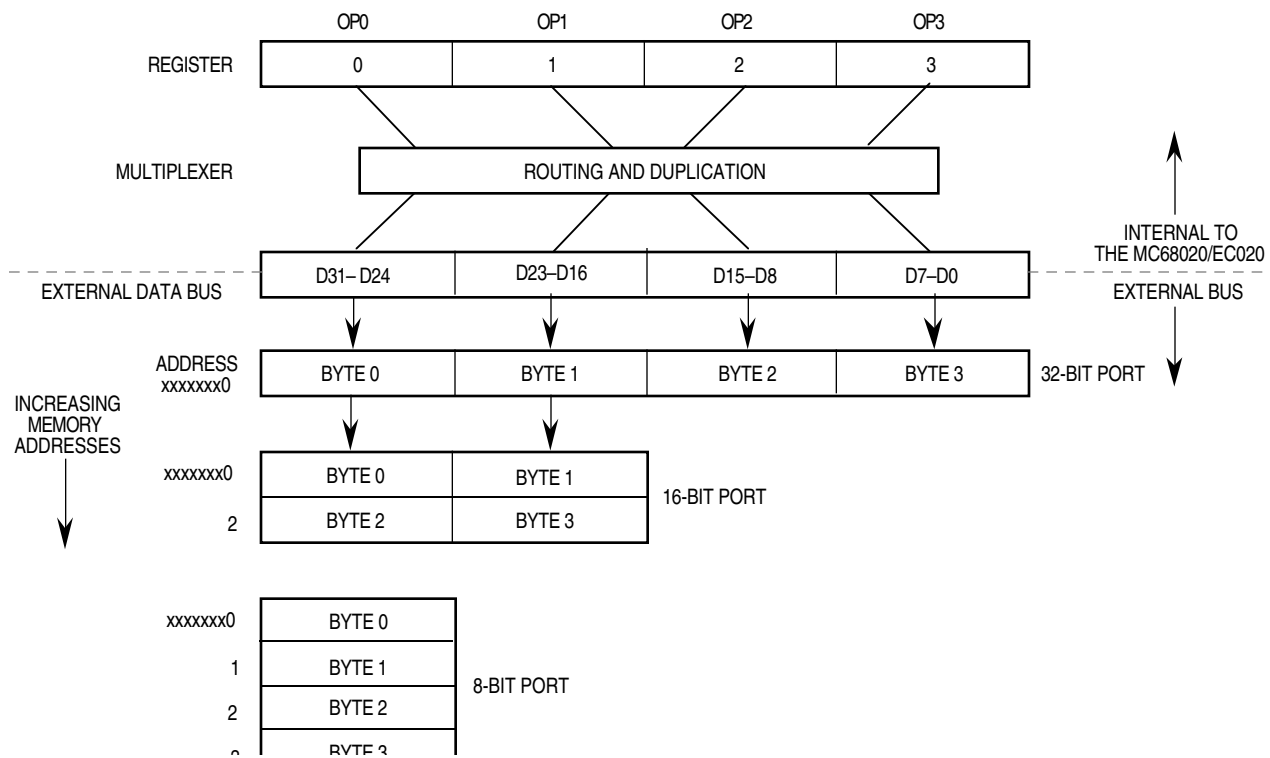 OP0 OP1 OP2 OP3
REGISTER 0 1 2 3
MULTIPLEXER ROUTING AND DUPLICATION
INTERNAL TO
THE MC68020/EC020
D31– D24 D23–D16 D15–D8 D7–D0
EXTERNAL DATA BUS
EXTERNAL BUS
ADDRESS
xxxxxxx0
BYTE 0 BYTE 1 BYTE 2 BYTE 3 32-BIT PORT
INCREASING
MEMORY
ADDRESSES
xxxxxxx0 BYTE 0 BYTE 1
16-BIT PORT
2 BYTE 2 BYTE 3
xxxxxxx0 BYTE 0
1 BYTE 1
8-BIT PORT
2 BYTE 2
BYTE 3